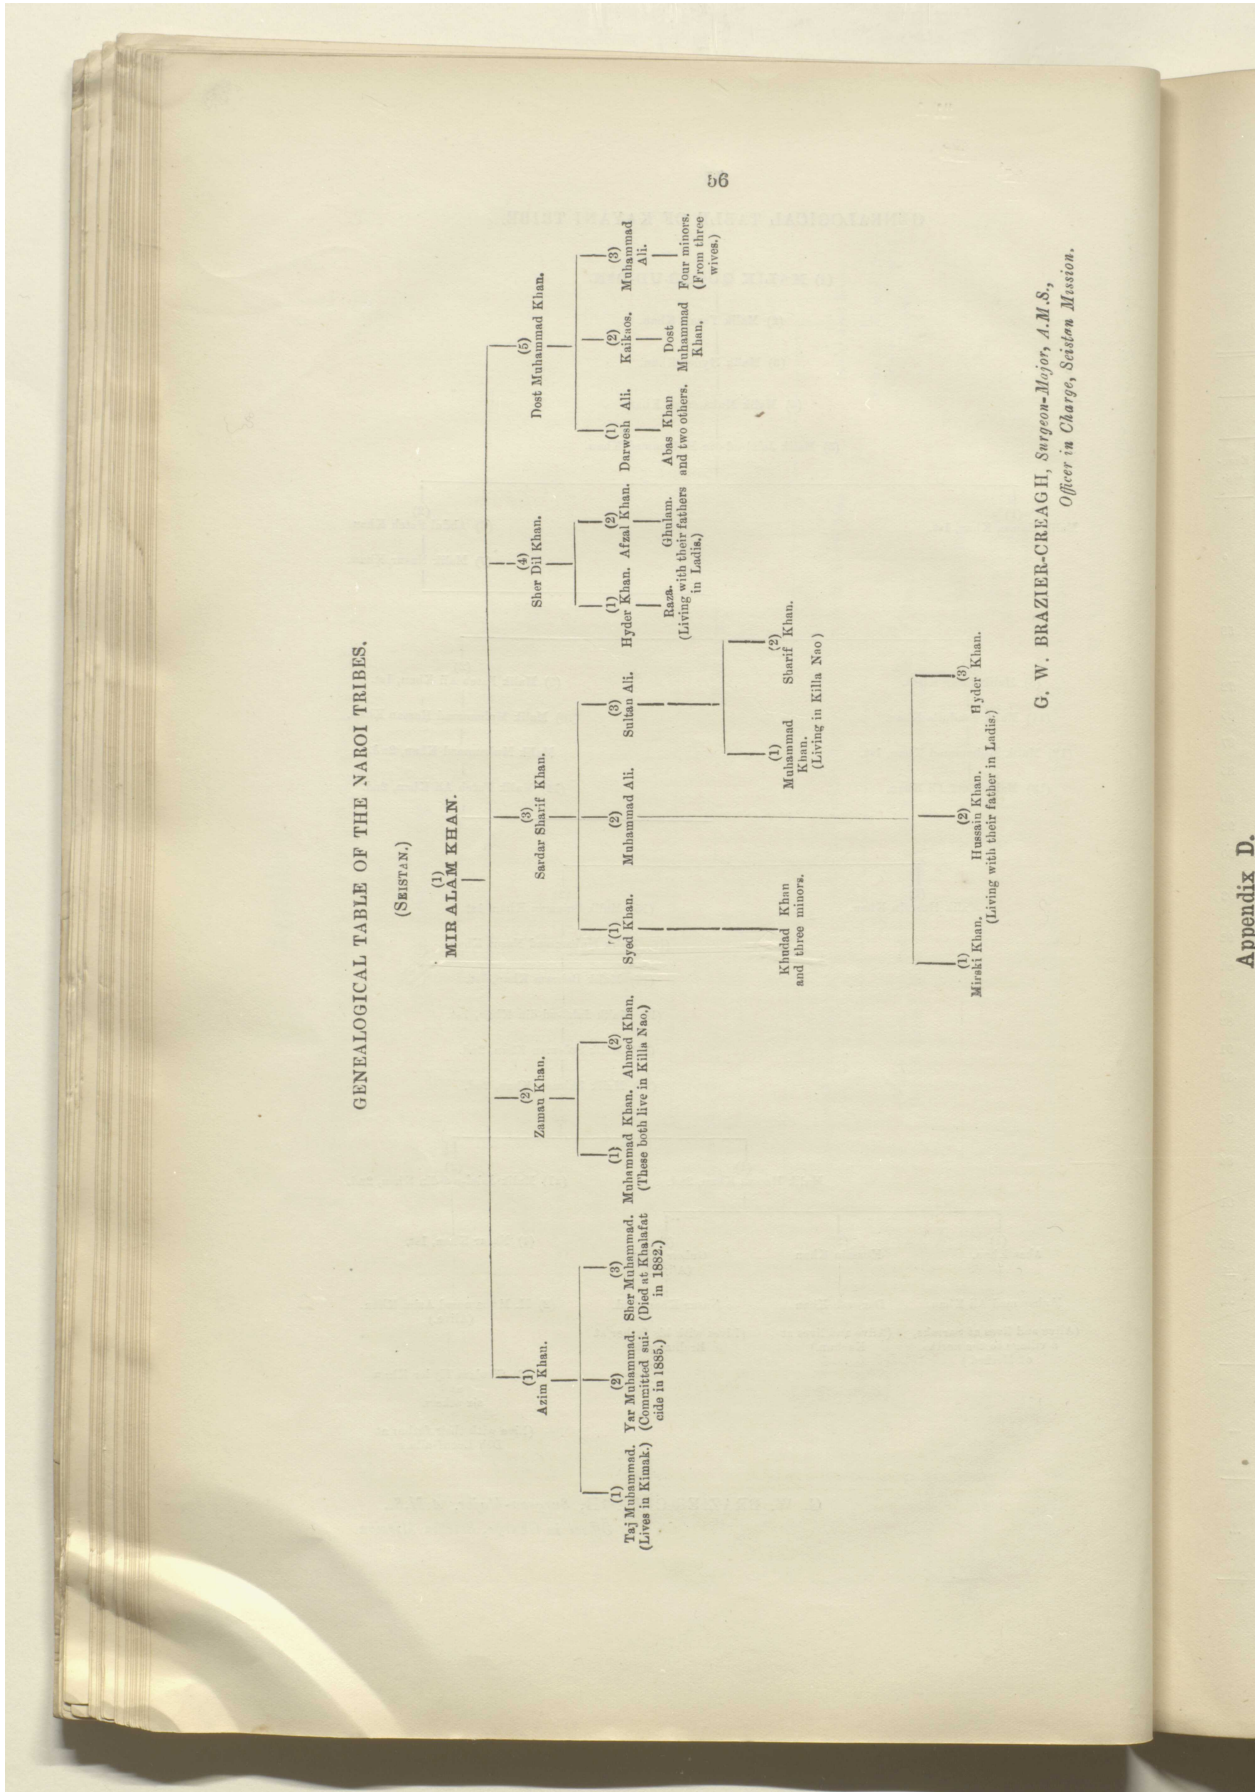 56
GENEALOGICAL TABLE OF THE NAROI TRIBES.
(SEISTAN.)
(1)
MIR ALAM KHAN.
(1)
Azim Khan.
(2)
Zaman Khan.
(3)
Sardar Sharif Khan.
(4)
Sher Dil Khan.
(5)
Dost Muhammad Khan.
(1)
Taj Muhammad.
(Lives in Kimak.)
(2)
Yar Muhammad.
(Committed sui-
cide in 1885.)
(3)
Sher Muhammad.
(Died at Khalafat
in 1882.)
(1)
Muhammad Khan.
(2)
Ahmed Khan.
(These both live in Killa Nao.)
(1)
Syed Khan.
(2)
Muhammad Ali.
(3)
Sultan Ali.
(1)
Hyder Khan.
(2)
Afzal Khan.
(1)
Darwesh Ali.
(2)
Kaikaos.
(3)
Muhammad
Ali.
Raza.
Ghulam.
(Living with their fathers
in Ladis.)
Abas Khan
and two others.
Dost
Muhammad
Khan.
Four minors.
(From three
wives.)
Khudad Khan
and three minors.
(1)
Muhammad
Khan.
(2)
Sharif Khan.
(Living in Killa Nao)
(1)
Mirski Khan.
(2)
Hussain Khan.
(3)
Hyder Khan.
(Living with their father in Ladis.)
G. W. BRAZIER-CREAGH, Surgeon-Major, A.M.S.,
Officer in Charge, Seistan Mission.
Appendix D.